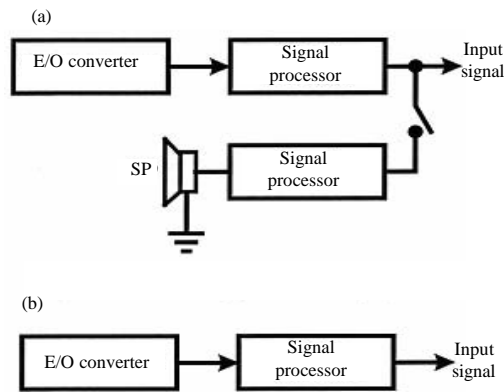 (a)
E/O converter
Signal
processor
Input
signal
SP
Signal
processor
(b)
E/O converter
Signal
processor
Input
signal